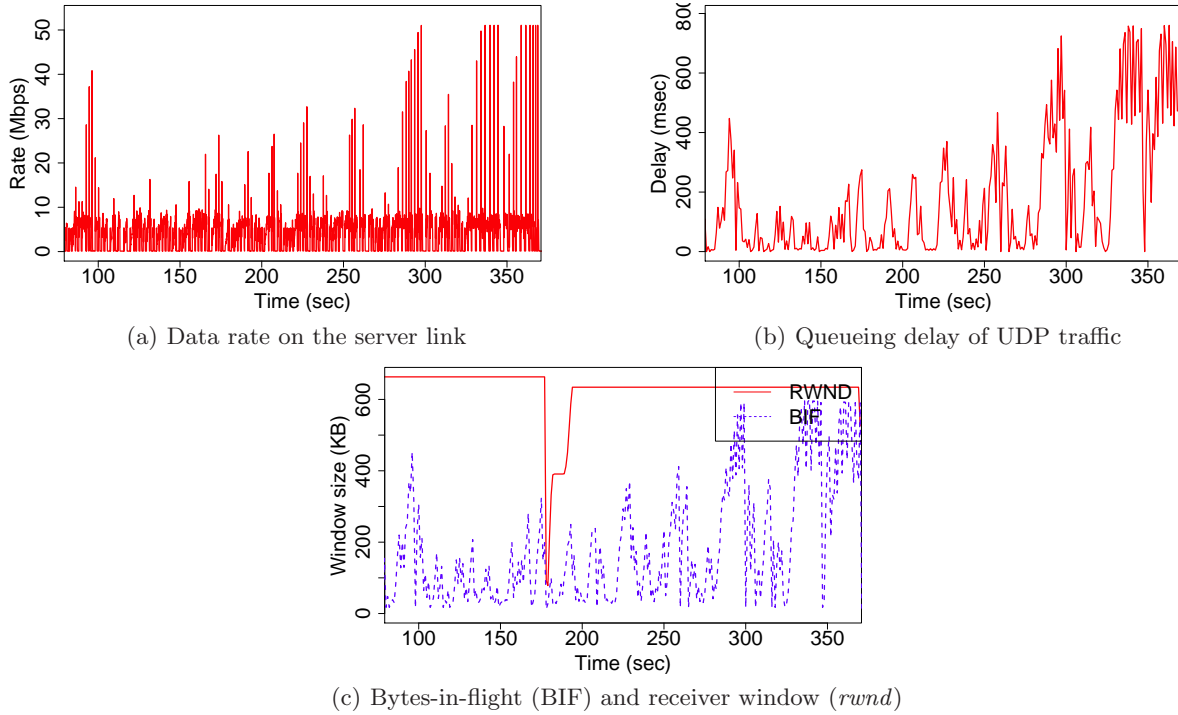 Rate (Mbps)
0 10 20 30 40 50
100 150 200 250 300 350
Time (sec)
(a) Data rate on the server link
Delay (msec)
0 200 400 600 800
100 150 200 250 300 350
Time (sec)
(b) Queueing delay of UDP traffic
Window size (KB)
0 200 400 600
RWND
BIF
100 150 200 250 300 350
Time (sec)
(c) Bytes-in-flight (BIF) and receiver window (rwnd)